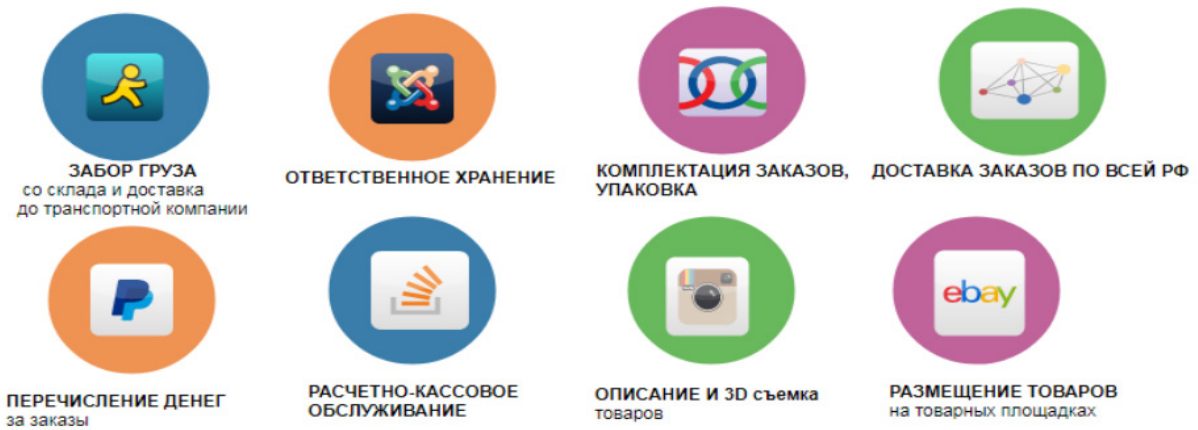 ЗАБОР ГРУЗА
со склада и доставка
до транспортной компании
ОТВЕТСТВЕННОЕ ХРАНЕНИЕ
КОМПЛЕКТАЦИЯ ЗАКАЗОВ,
УПАКОВКА
ДОСТАВКА ЗАКАЗОВ ПО ВСЕЙ РФ
ebay
ПЕРЕЧИСЛЕНИЕ ДЕНЕГ
за заказы
РАСЧЕТНО-КАССОВОЕ
ОБСЛУЖИВАНИЕ
ОПИСАНИЕ И 3D съемка
товаров
РАЗМЕЩЕНИЕ ТОВАРОВ
на товарных площадках